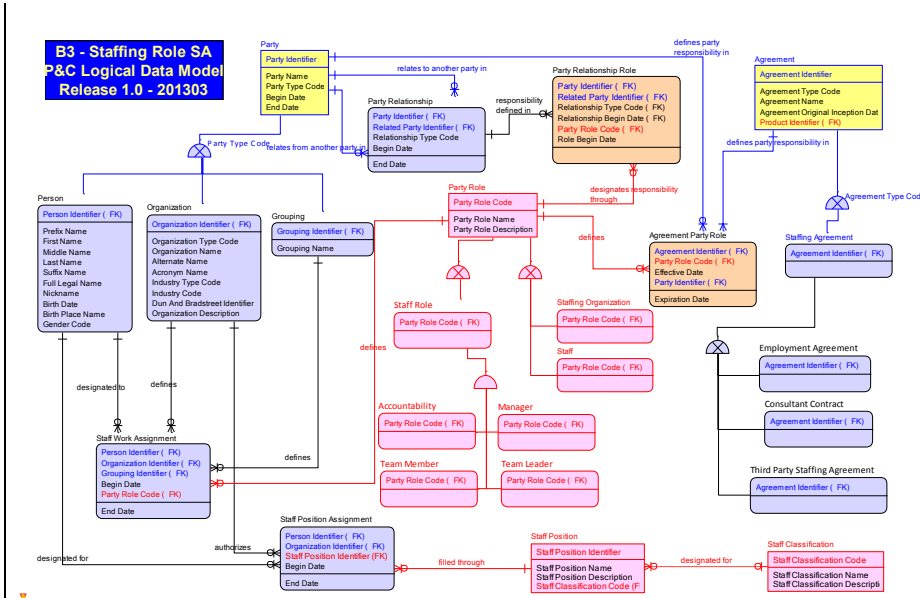 B3 - Staffing Role SA
P&C Logical Data Model
Release 1.0 - 201303
Party
Party Identifier
Party Name
Party Type Code
Begin Date
End Date
defines party
responsibility in
relates to another party in
relates from another party in
Party Type Code
Party Relationship
Party Identifier ( FK)
Related Party Identifier ( FK)
Relationship Type Code
Begin Date
End Date
responsibility
defined in
Party Relationship Role
Party Identifier ( FK)
Related Party Identifier ( FK)
Relationship Type Code ( FK)
Relationship Begin Date ( FK)
Party Role Code ( FK)
Role Begin Date
Agreement
Agreement Identifier
Agreement Type Code
Agreement Name
Agreement Original Inception Dat
Product Identifier ( FK)
defines party responsibility in
Agreement Type Cod
Person
Person Identifier ( FK)
Prefix Name
First Name
Middle Name
Last Name
Suffix Name
Full Legal Name
Nickname
Birth Date
Birth Place Name
Gender Code
Organization
Organization Identifier ( FK)
Organization Type Code
Organization Name
Alternate Name
Acronym Name
Industry Type Code
Industry Code
Dun And Bradstreet Identifier
Organization Description
Grouping
Grouping Identifier ( FK)
Grouping Name
Party Role
Party Role Code
Party Role Name
Party Role Description
designates responsibility
through
defines
Agreement Party Role
Agreement Identifier ( FK)
Party Role Code ( FK)
Effective Date
Party Identifier ( FK)
Expiration Date
Staffing Agreement
Agreement Identifier ( FK)
Staff Role
Party Role Code ( FK)
defines
Staffing Organization
Party Role Code ( FK)
Staff
Party Role Code ( FK)
Employment Agreement
Agreement Identifier ( FK)
Consultant Contract
Agreement Identifier ( FK)
Third Party Staffing Agreement
Agreement Identifier ( FK)
designated to
defines
defines
Accountability
Party Role Code ( FK)
Manager
Party Role Code ( FK)
Team Member
Party Role Code ( FK)
Team Leader
Party Role Code ( FK)
Staff Work Assignment
Person Identifier ( FK)
Organization Identifier ( FK)
Grouping Identifier ( FK)
Begin Date
Party Role Code ( FK)
End Date
designated for
authorizes
Staff Position Assignment
Person Identifier ( FK)
Organization Identifier ( FK)
Staff Position Identifier (FK)
Begin Date
End Date
filled through
Staff Position
Staff Position Identifier
Staff Position Name
Staff Position Description
Staff Classification Code (F
designated for
Staff Classification
Staff Classification Code
Staff Classification Name
Staff Classification Descripti